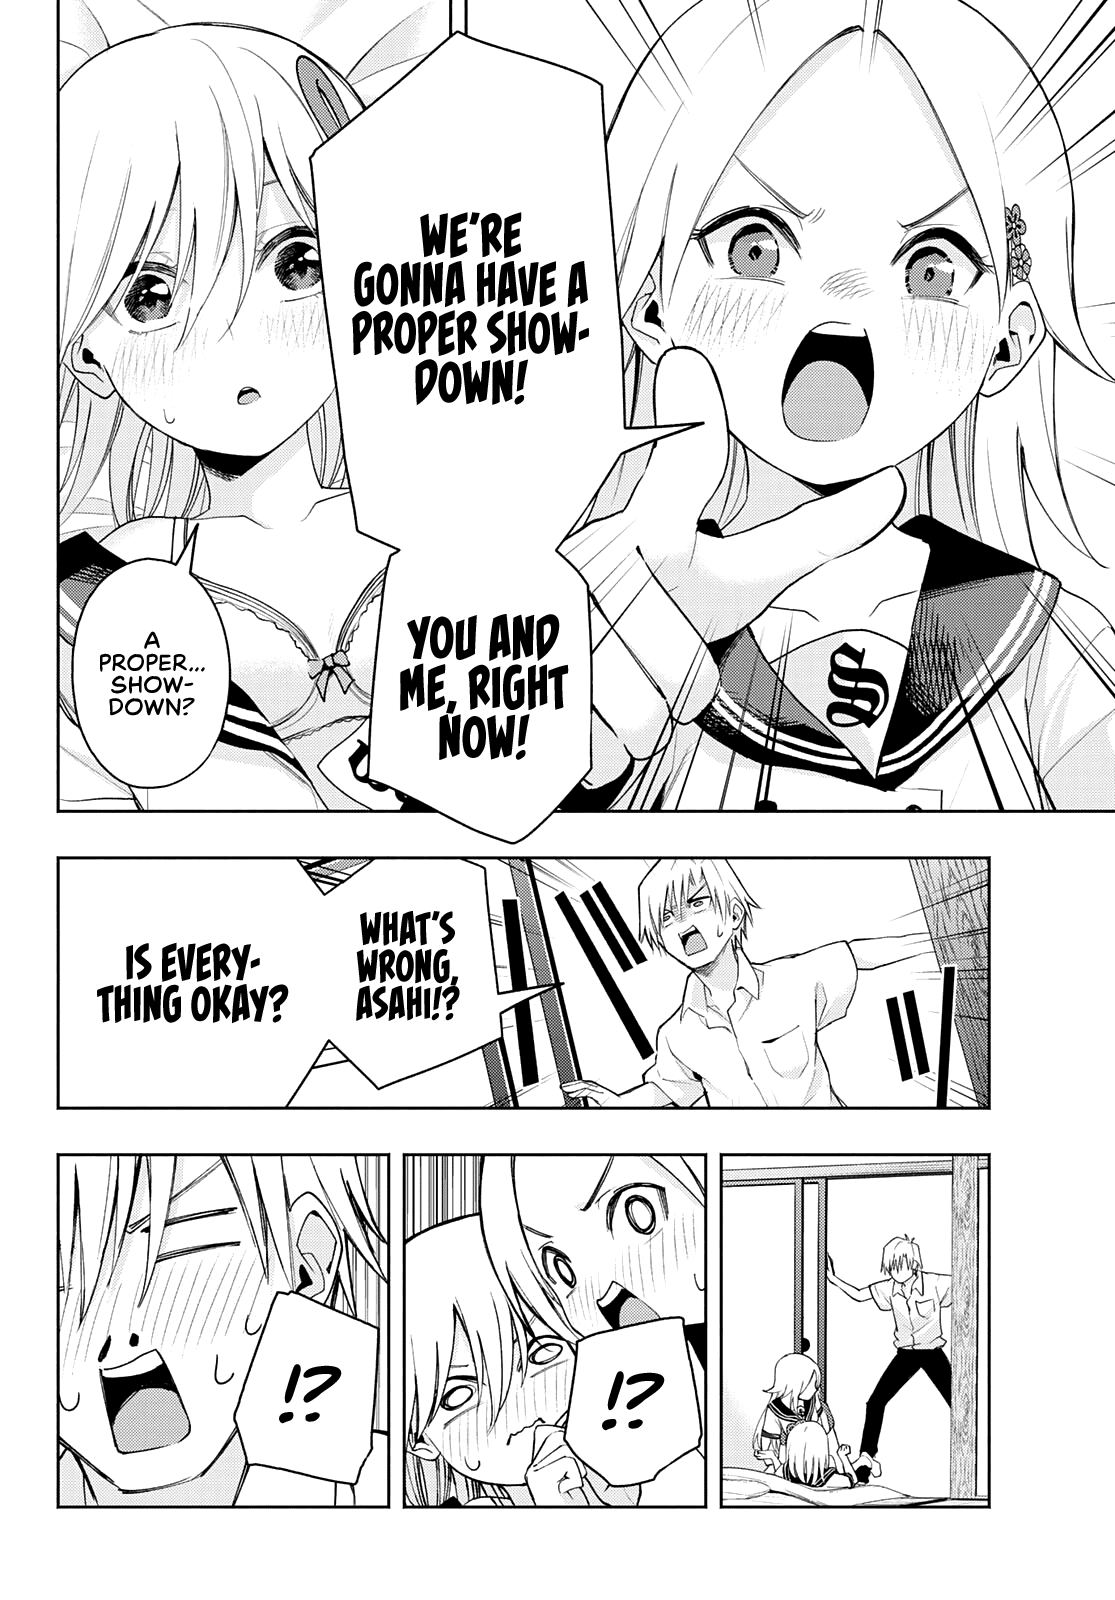 WE'RE
GONNA HAVE A
PROPER SHOW-
DOWN!
YOU AND
ME, RIGHT
NOW!
A
PROPER...
SHOW-
DOWN?
WHAT'S
WRONG,
ASAHI!?
IS EVERY-
THING OKAY?
!?
!?
S